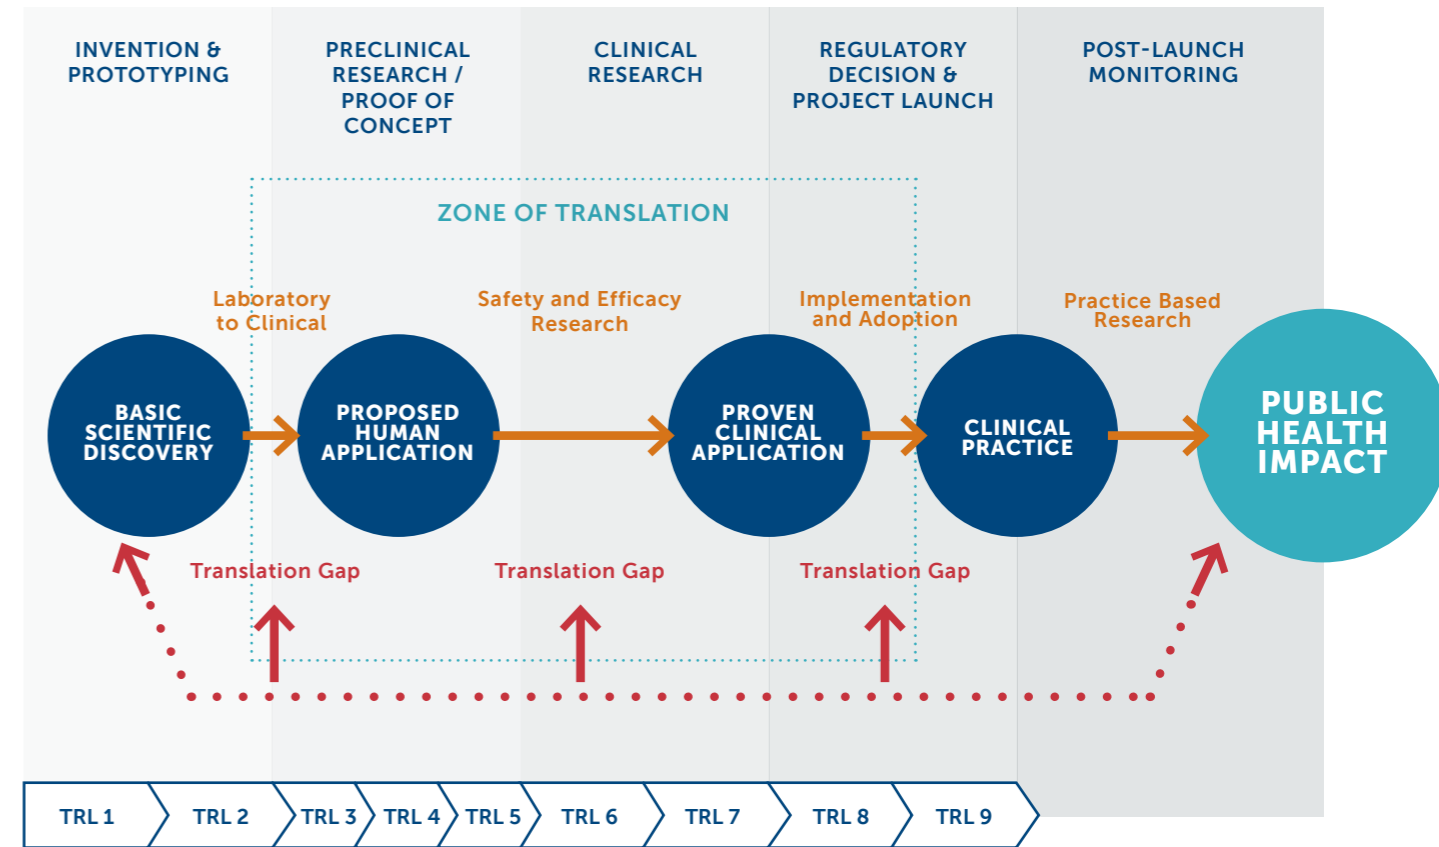 INVENTION &
PROTOTYPING
PRECLINICAL
RESEARCH /
PROOF OF
CONCEPT
CLINICAL
RESEARCH
REGULATORY
DECISION &
PROJECT LAUNCH
POST-LAUNCH
MONITORING
ZONE OF TRANSLATION
Laboratory
to Clinical
Safety and Efficacy
Research
Implementation
and Adoption
Practice Based
Research
BASIC
SCIENTIFIC
DISCOVERY
PROPOSED
HUMAN
APPLICATION
PROVEN
CLINICAL
APPLICATION
CLINICAL
PRACTICE
PUBLIC
HEALTH
IMPACT
Translation Gap
Translation Gap
Translation Gap
TRL 1
TRL 2
TRL 3
TRL 4
TRL 5
TRL 6
TRL 7
TRL 8
TRL 9